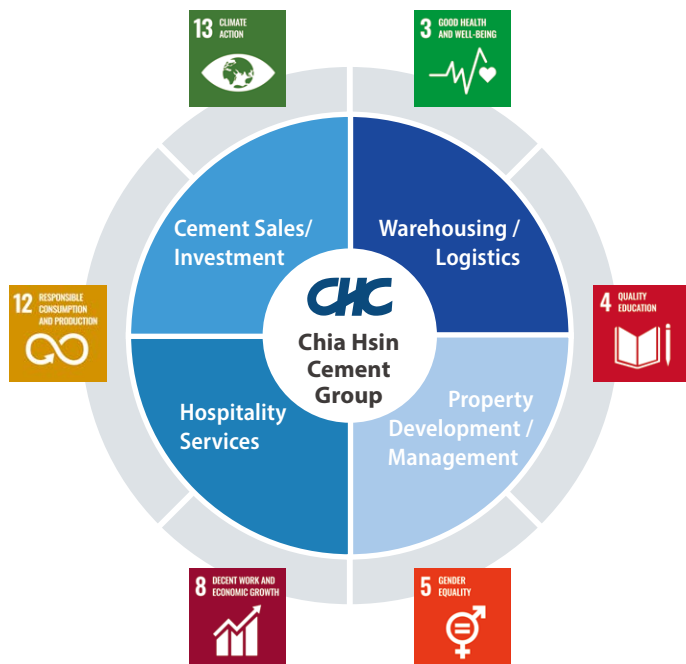 13 CLIMATE
ACTION
3 GOOD HEALTH
AND WELL-BEING
Cement Sales/
Investment
Warehousing /
Logistics
12 RESPONSIBLE
CONSUMPTION
AND PRODUCTION
CHC
Chia Hsin
Cement
Group
4 QUALITY
EDUCATION
Hospitality
Services
Property
Development /
Management
8 DECENT WORK AND
ECONOMIC GROWTH
5 GENDER
EQUALITY